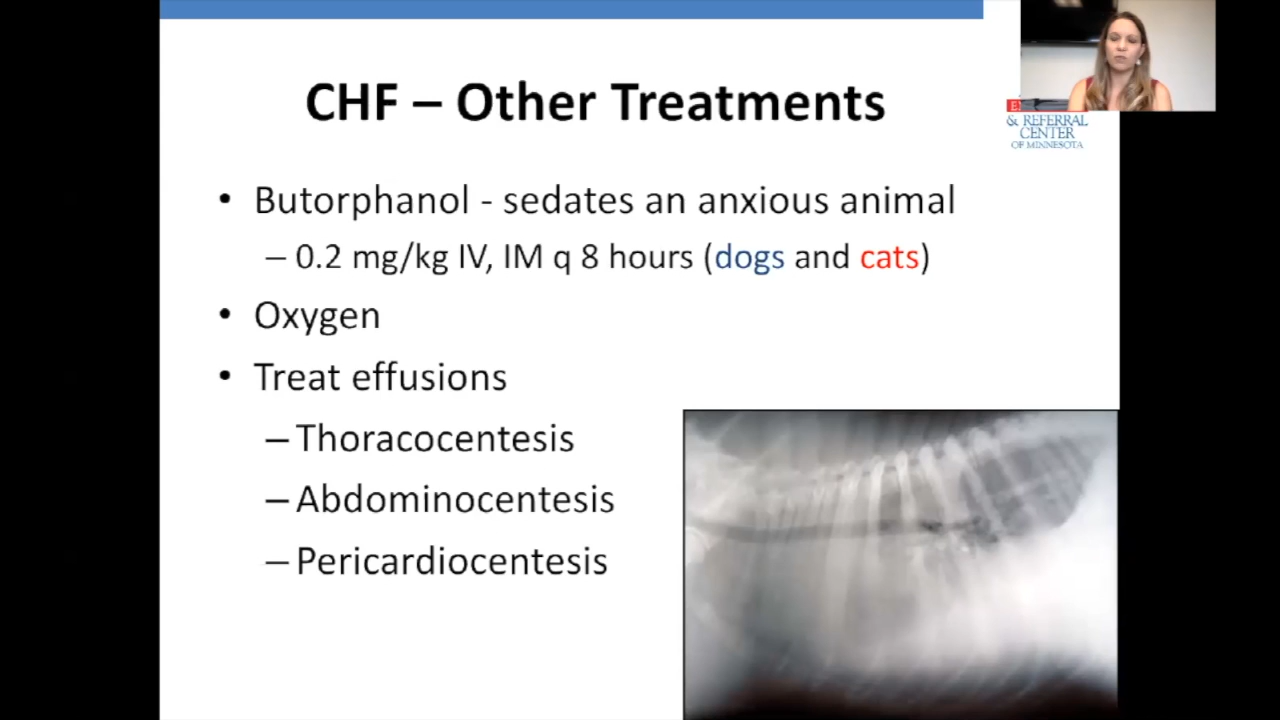 CHF – Other Treatments
& REFERRAL
CENTER
OF MINNESOTA
• Butorphanol - sedates an anxious animal
– 0.2 mg/kg IV, IM q 8 hours (dogs and cats)
• Oxygen
• Treat effusions
– Thoracocentesis
– Abdominocentesis
– Pericardiocentesis